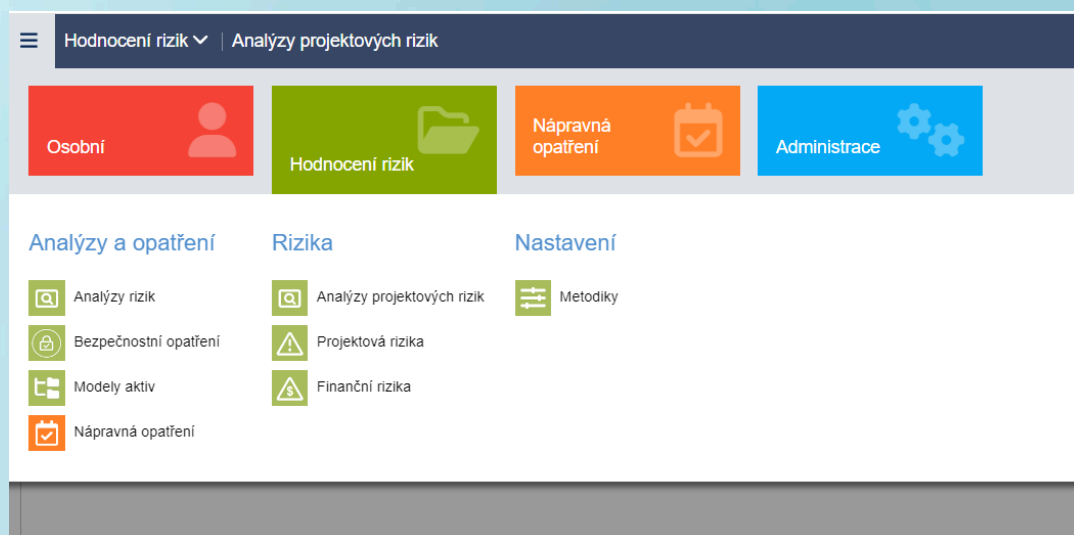 Hodnocení rizik
Analýzy projektových rizik
Osobní
Hodnocení rizik
Nápravná
opatření
Administrace
Analýzy a opatření
Analýzy rizik
Bezpečnostní opatření
Modely aktiv
Nápravná opatření
Rizika
Analýzy projektových rizik
Projektová rizika
Finanční rizika
Nastavení
Metodiky